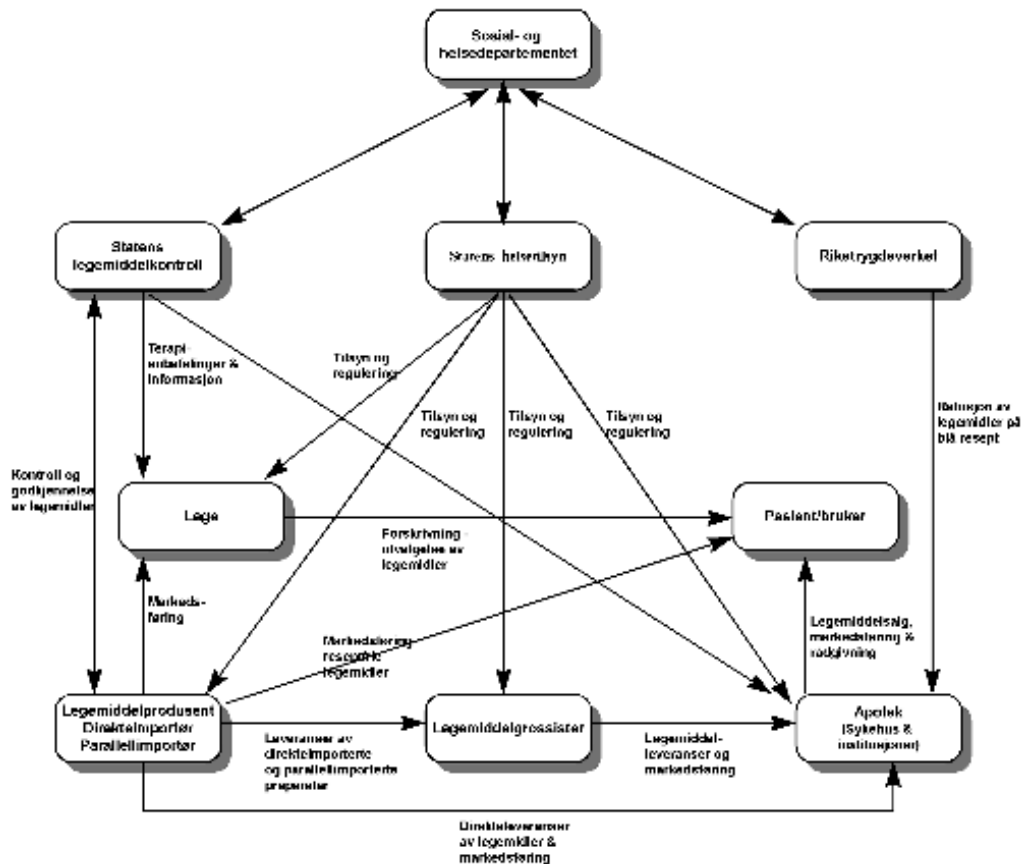 Sosial- og
helsedepartementet
Statens
legemiddelkontroll
Statens helsetilsyn
Rikstrygdeverket
Terapi-
anbefalinger &
informasjon
Tilsyn og
regulering
Tilsyn og
regulering
Tilsyn og
regulering
Tilsyn og
regulering
Refusjon av
legemidler på
blå resept
Kontroll og
godkjennelse
av legemidler
Lege
Pasient/bruker
Forskrivning -
utvelgelse av
legemidler
Markeds-
føring
Markedsføring
reseptfrie
legemidler
Legemiddelsalg,
markedsføring &
rådgivning
Legemiddelprodusent
Direkteimportør
Parallellimportør
Legemiddelgrossister
Apotek
(Sykehus &
institusjoner)
Leveranser av
direkteimporterte
og parallellimporterte
preparater
Legemiddel-
leveranser og
markedsføring
Direkteleveranser
av legemidler &
markedsføring